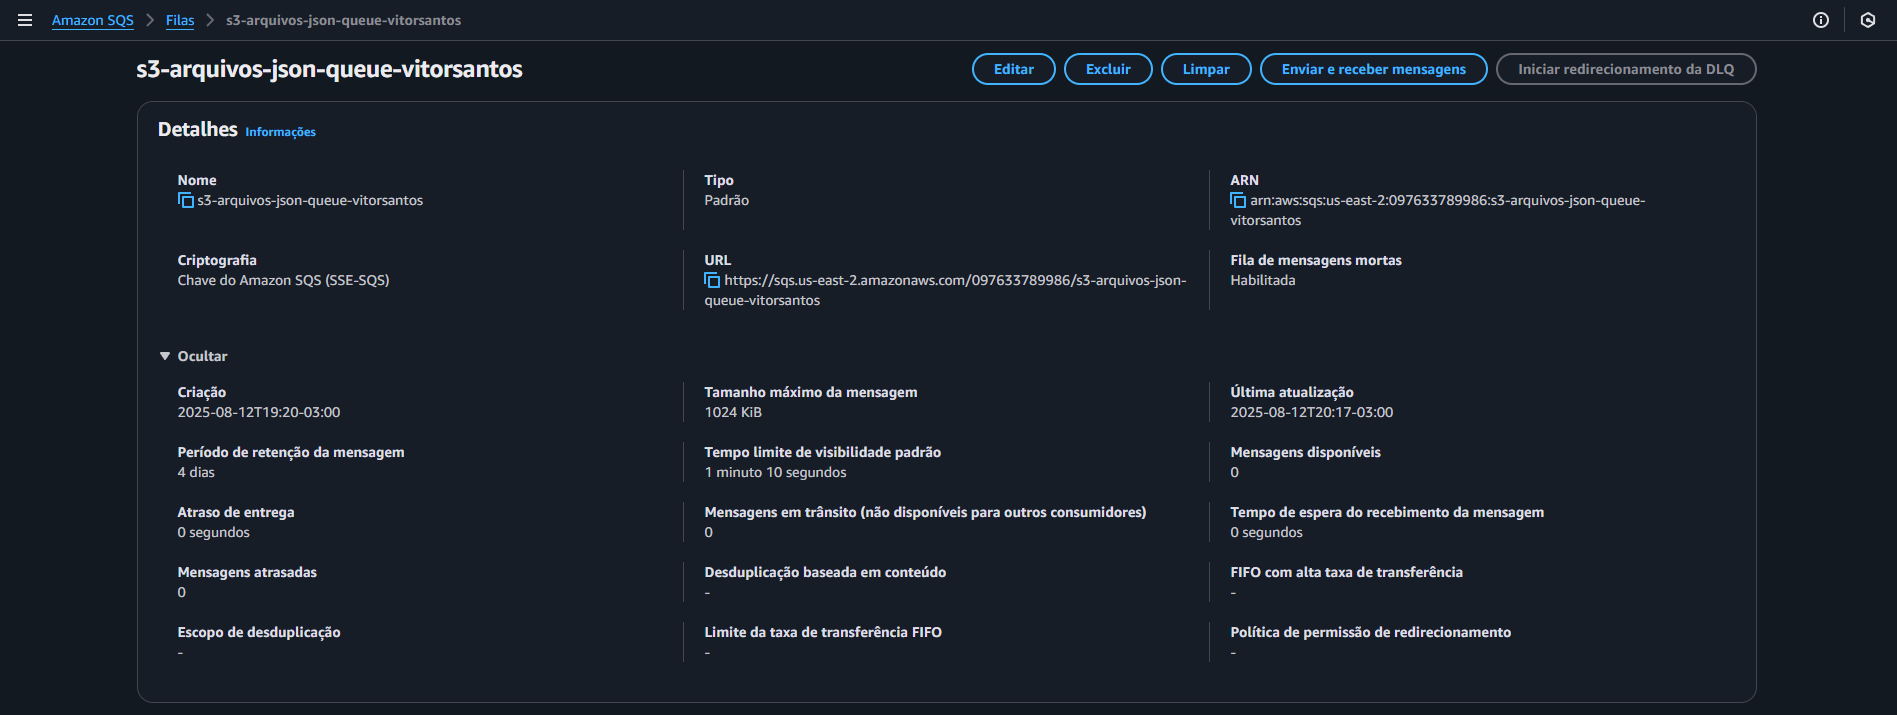 Amazon SQS > Filas > s3-arquivos-json-queue-vitorsantos
s3-arquivos-json-queue-vitorsantos
Editar
Excluir
Limpar
Enviar e receber mensagens
Iniciar redirecionamento da DLQ
Detalhes Informações
Nome
s3-arquivos-json-queue-vitorsantos
Tipo
Padrão
ARN
arn:aws:sqs:us-east-2:097633789986:s3-arquivos-json-queue-
vitorsantos
Criptografia
Chave do Amazon SQS (SSE-SQS)
URL
https://sqs.us-east-2.amazonaws.com/097633789986/s3-arquivos-json-
queue-vitorsantos
Fila de mensagens mortas
Habilitada
Ocultar
Criação
2025-08-12T19:20-03:00
Tamanho máximo da mensagem
1024 KiB
Última atualização
2025-08-12T20:17-03:00
Período de retenção da mensagem
4 dias
Tempo limite de visibilidade padrão
1 minuto 10 segundos
Mensagens disponíveis
0
Atraso de entrega
0 segundos
Mensagens em trânsito (não disponíveis para outros consumidores)
0
Tempo de espera do recebimento da mensagem
0 segundos
Mensagens atrasadas
0
Desduplicação baseada em conteúdo
-
FIFO com alta taxa de transferência
-
Escopo de desduplicação
-
Limite da taxa de transferência FIFO
-
Política de permissão de redirecionamento
-